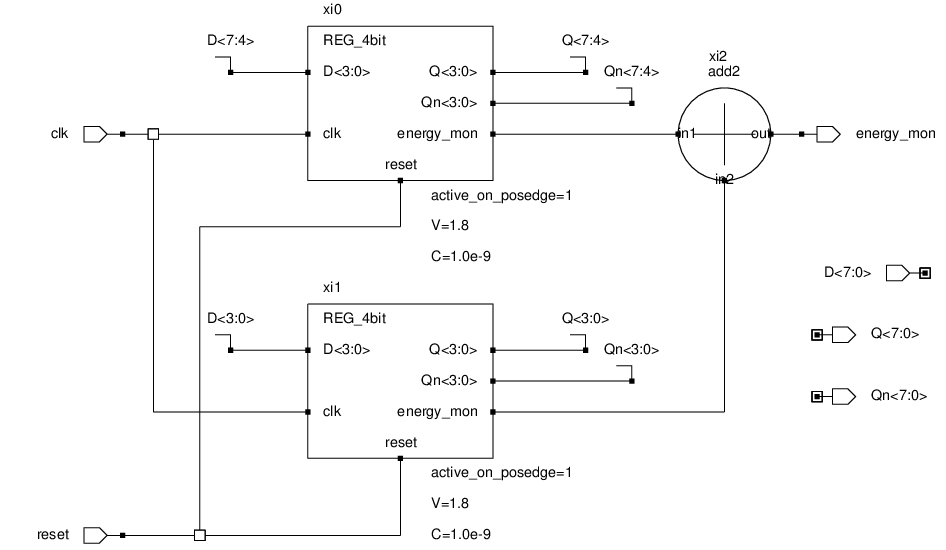 xi0
D<7:4>
REG_4bit
Q<7:4>
D<3:0>
Q<3:0>
Qn<7:4>
Qn<3:0>
xi2
add2
clk
clk
energy_mon
in1
out
energy_mon
reset
in2
active_on_posedge=1
V=1.8
C=1.0e-9
D<7:0>
xi1
D<3:0>
REG_4bit
Q<3:0>
Q<7:0>
D<3:0>
Q<3:0>
Qn<3:0>
Qn<3:0>
Qn<7:0>
clk
energy_mon
reset
active_on_posedge=1
V=1.8
reset
C=1.0e-9